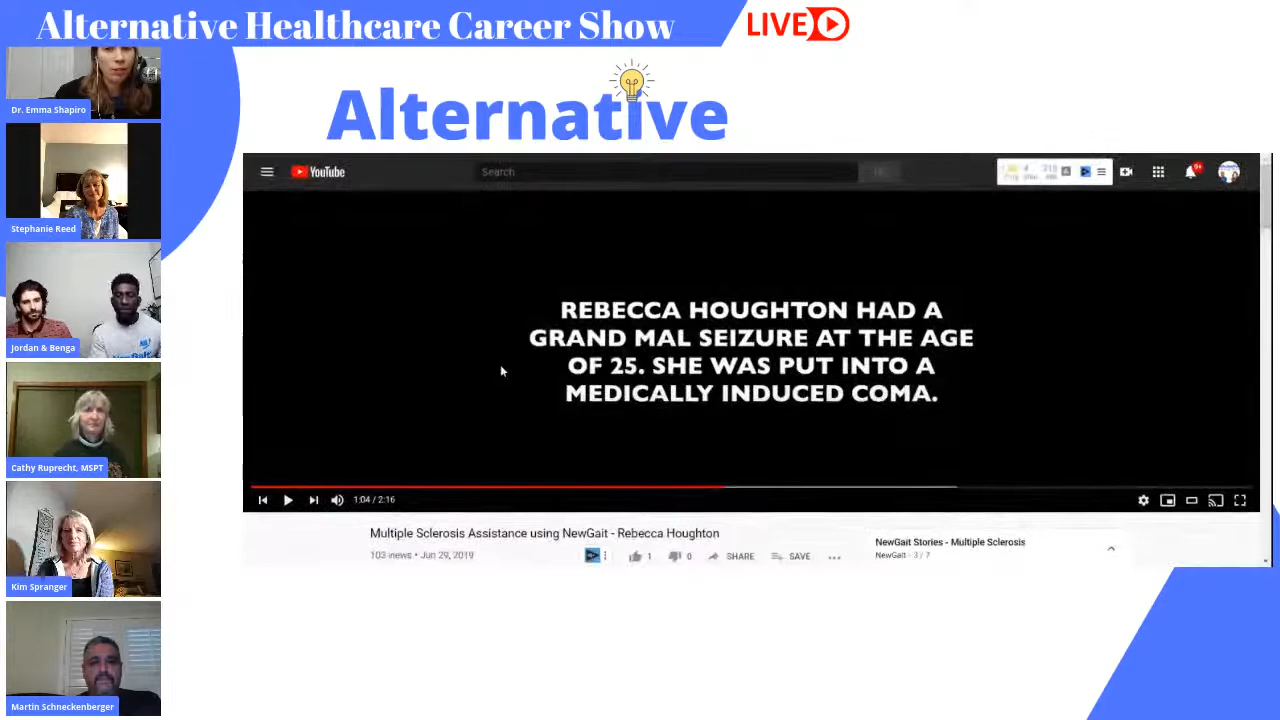 Alternative Healthcare Career Show
LIVE
Alternative
Dr. Emma Shapiro
Stephanie Reed
Jordan & Benga
Cathy Ruprecht, MSPT
Kim Spranger
Martin Schneckenberger
YouTube
Search
9+
REBECCA HOUGHTON HAD A
GRAND MAL SEIZURE AT THE AGE
OF 25. SHE WAS PUT INTO A
MEDICALLY INDUCED COMA.
1:04 / 2:16
Multiple Sclerosis Assistance using NewGait - Rebecca Houghton
103 views • Jun 29, 2019
1
0
SHARE
SAVE
NewGait Stories - Multiple Sclerosis
NewGait - 3 / 7